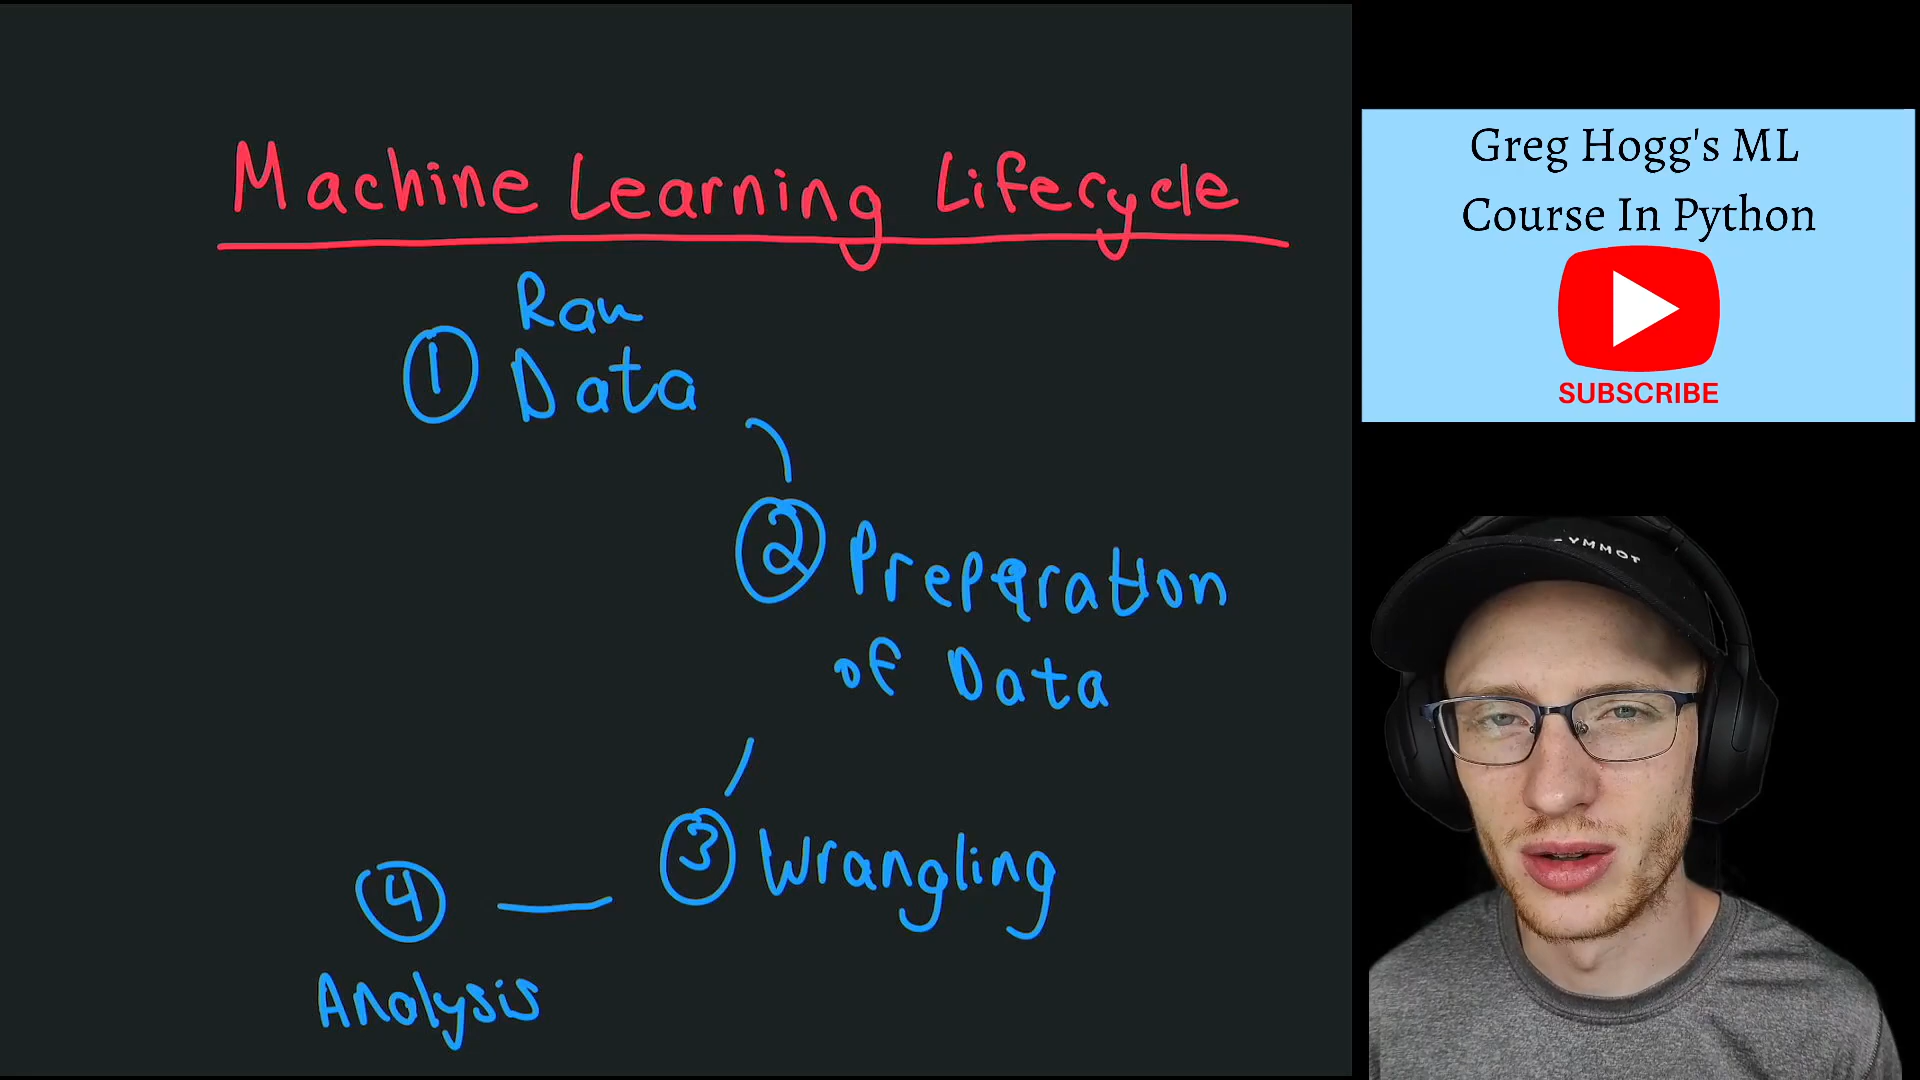 Machine Learning Lifecycle
1 Raw
Data
2 Preparation
of Data
3 Wrangling
4
Analysis
Greg Hogg's ML
Course In Python
SUBSCRIBE
GYMMOT